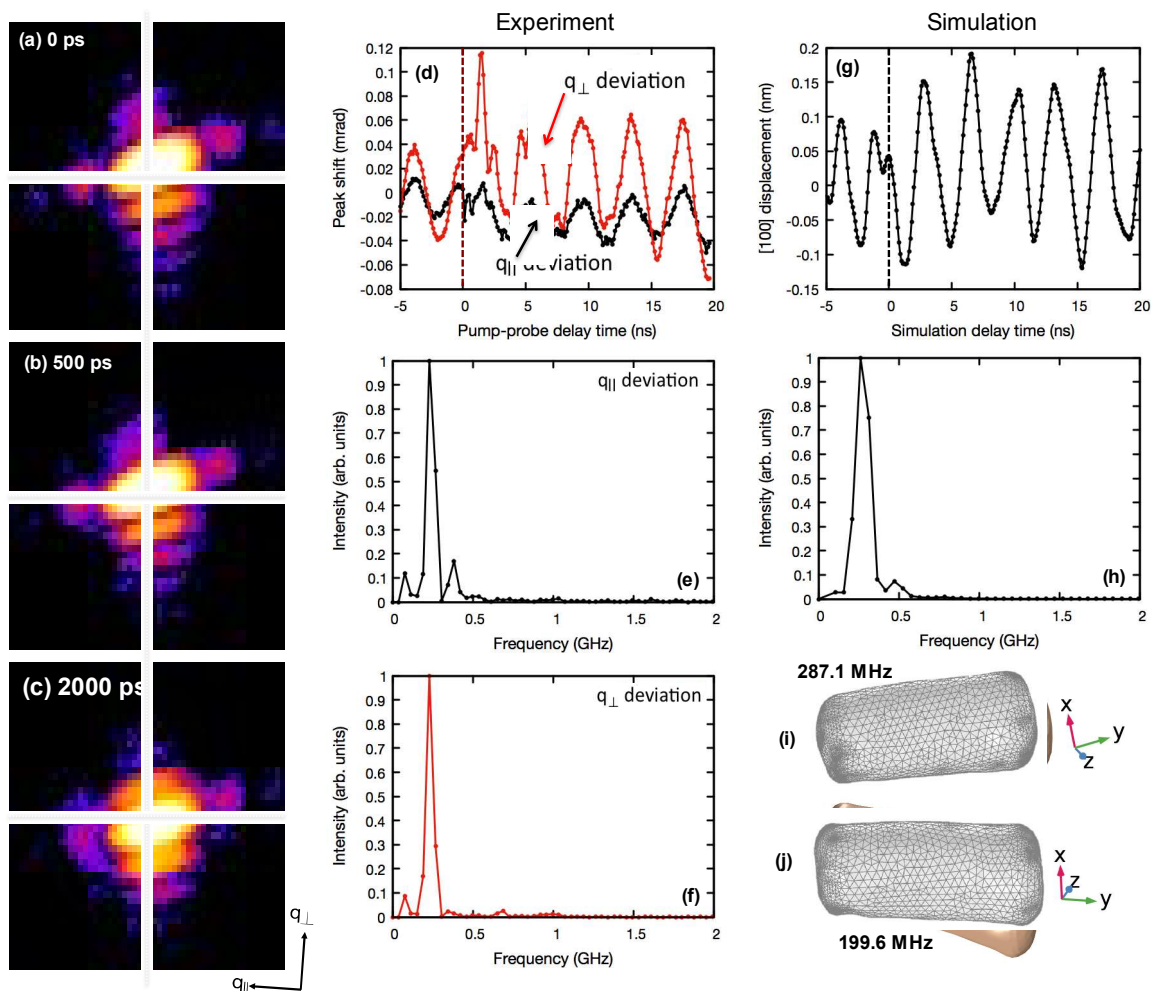 Experiment
Simulation
(a) 0 ps
(b) 500 ps
(c) 2000 ps
q⊥
q||
(d)
q⊥ deviation
q|| deviation
Peak shift (mrad)
0.12
0.1
0.08
0.06
0.04
0.02
0
-0.02
-0.04
-0.06
-0.08
-5
0
5
10
15
20
Pump-probe delay time (ns)
(g)
[100] displacement (nm)
0.2
0.15
0.1
0.05
0
-0.05
-0.1
-0.15
-5
0
5
10
15
20
Simulation delay time (ns)
q|| deviation
(e)
Intensity (arb. units)
1
0.9
0.8
0.7
0.6
0.5
0.4
0.3
0.2
0.1
0
0
0.5
1
1.5
2
Frequency (GHz)
(h)
Intensity (arb. units)
1
0.9
0.8
0.7
0.6
0.5
0.4
0.3
0.2
0.1
0
0
0.5
1
1.5
2
Frequency (GHz)
q⊥ deviation
(f)
Intensity (arb. units)
1
0.9
0.8
0.7
0.6
0.5
0.4
0.3
0.2
0.1
0
0
0.5
1
1.5
2
Frequency (GHz)
287.1 MHz
(i)
x
y
z
(j)
x
z
y
199.6 MHz